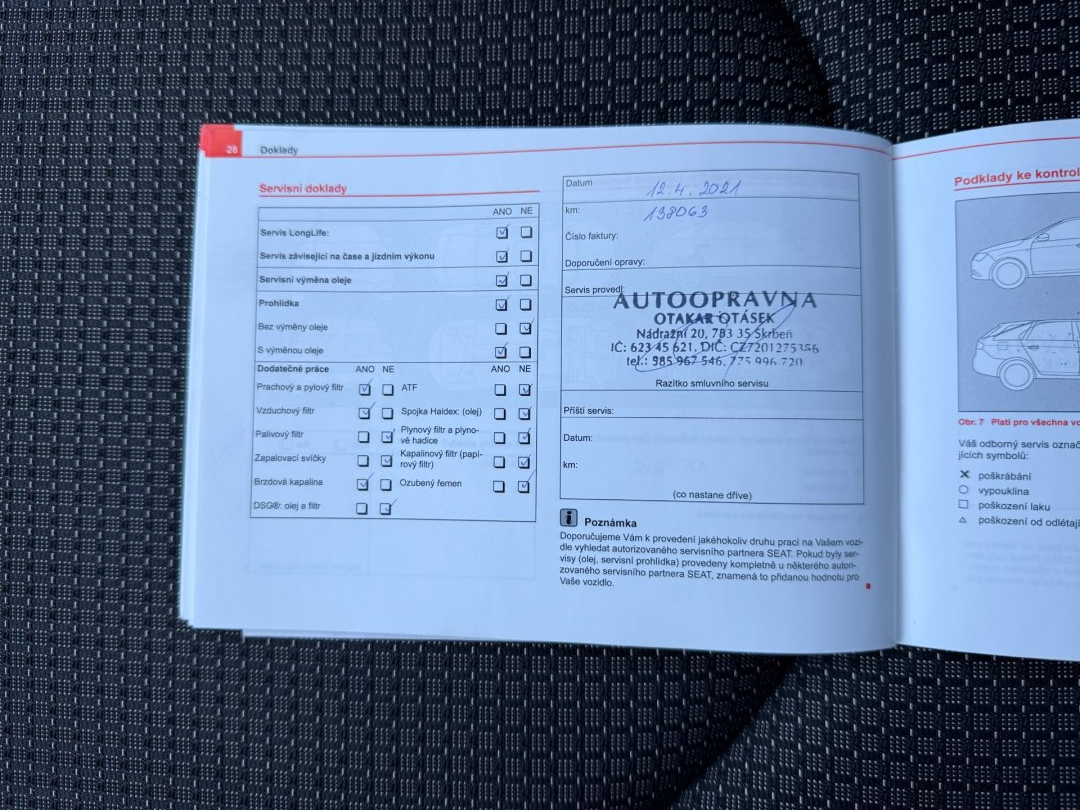 28 Doklady
Servisní doklady
ANO NE
Servis LongLife:
Servis závisející na čase a jízdním výkonu
Servisní výměna oleje
Prohlídka
Bez výměny oleje
S výměnou oleje
Dodatečné práce ANO NE ANO NE
Prachový a pylový filtr ATF
Vzduchový filtr Spojka Haldex: (olej)
Palivový filtr Plynový filtr a plyno-
vé hadice
Zapalovací svíčky Kapalinový filtr (papí-
rový filtr)
Brzdová kapalina Ozubený řemen
DSG®: olej a filtr
Datum 12.4.2021
km: 138063
Číslo faktury:
Doporučení opravy:
Servis provedl:
AUTOOPRAVNA
OTAKAR OTÁSEK
Nádražní 20, 783 35 Skrbeň
IČ: 623 45 621, DIČ: CZ7201275356
tel.: 585 967 546, 775 996 720
Razítko smluvního servisu
Příští servis:
Datum:
km:
(co nastane dříve)
Poznámka
Doporučujeme Vám k provedení jakéhokoliv druhu prací na Vašem vozi-
dle vyhledat autorizovaného servisního partnera SEAT. Pokud byly ser-
visy (olej, servisní prohlídka) provedeny kompletně u některého autori-
zovaného servisního partnera SEAT, znamená to přidanou hodnotu pro
Vaše vozidlo.
Podklady ke kontrol
Obr. 7 Platí pro všechna vo
Váš odborný servis označ
jících symbolů:
poškrábání
vypouklina
poškození laku
poškození od odlétají